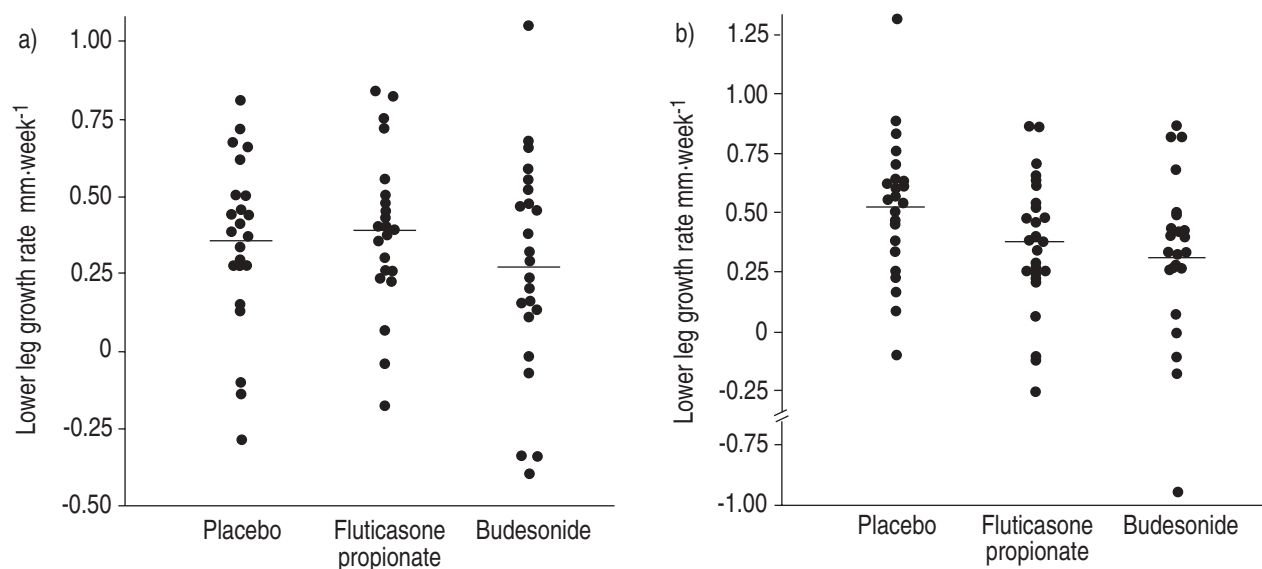 a)
Lower leg growth rate mm·week-1
1.00
0.75
0.50
0.25
0
-0.25
-0.50
Placebo
Fluticasone
propionate
Budesonide
b)
Lower leg growth rate mm·week-1
1.25
1.00
0.75
0.50
0.25
0
-0.25
-0.75
-1.00
Placebo
Fluticasone
propionate
Budesonide